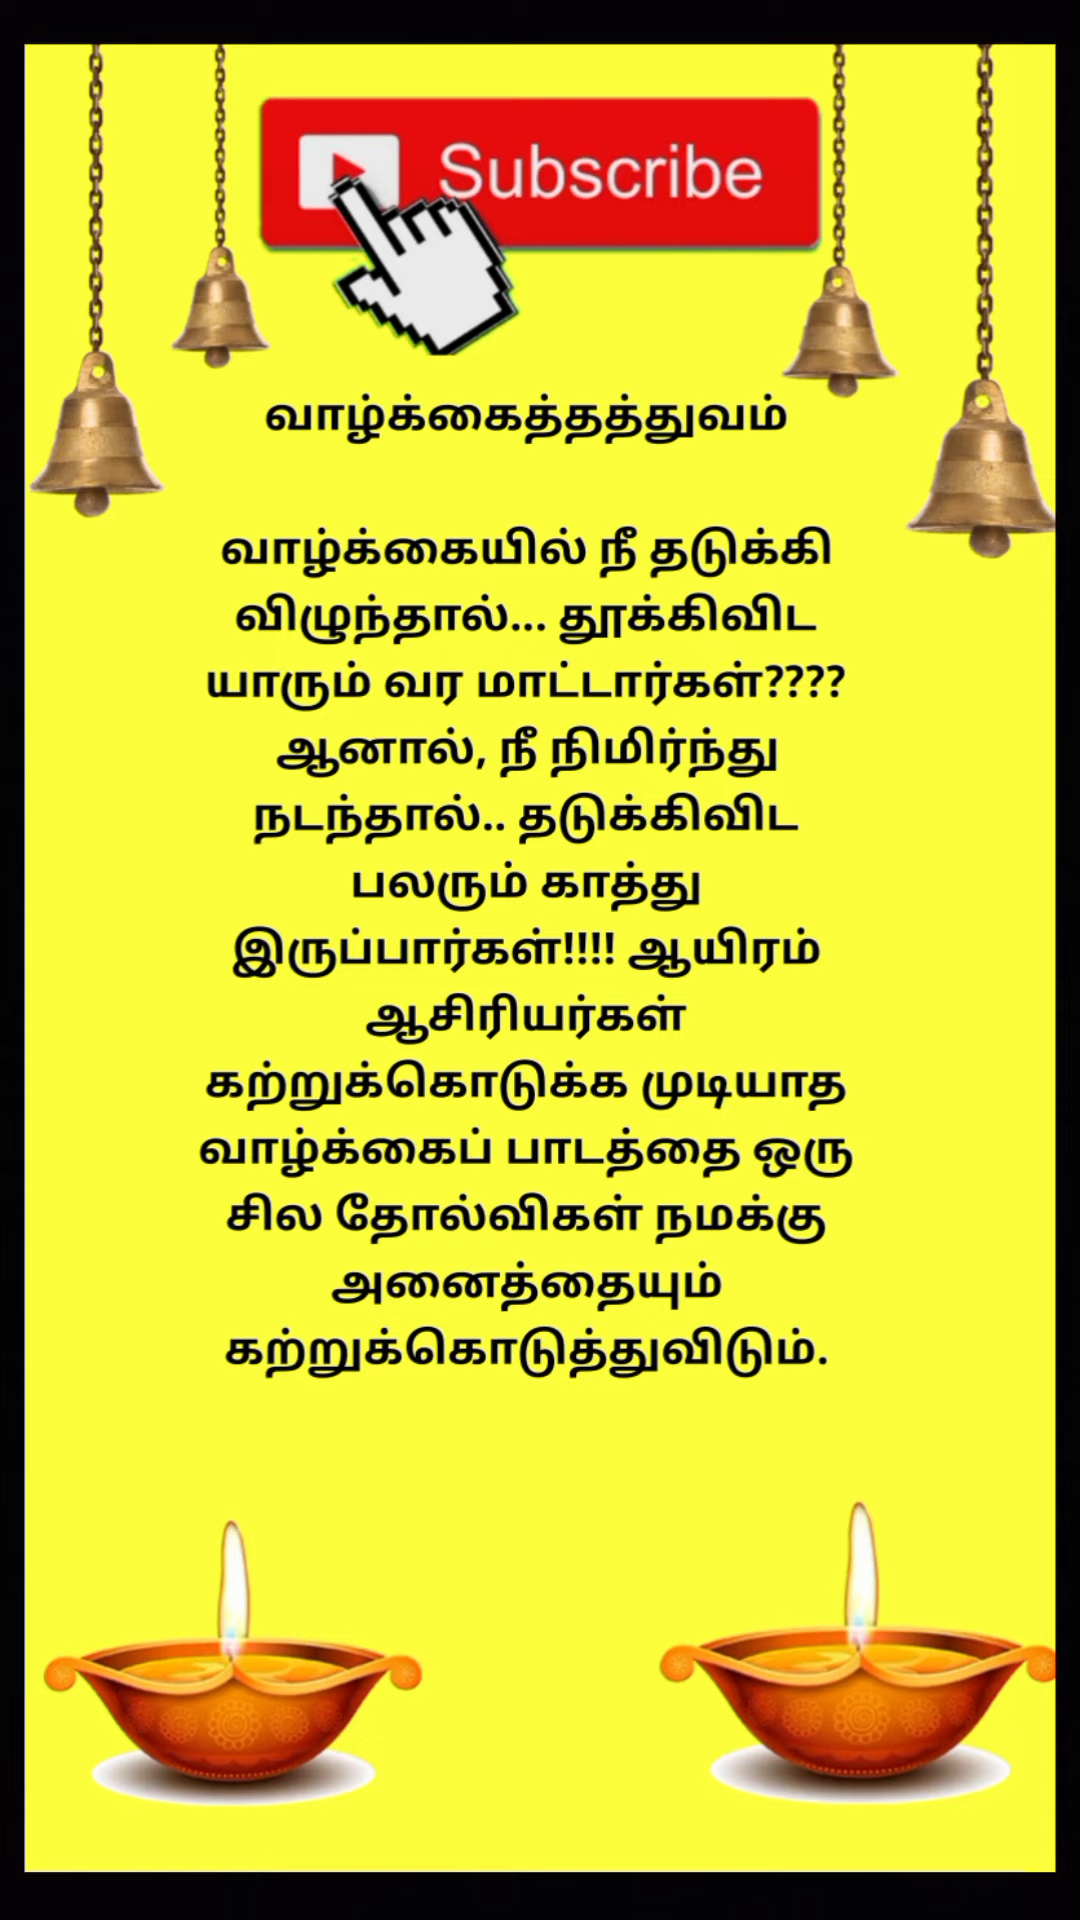 Subscribe
வாழ்க்கைத்தத்துவம்
வாழ்க்கையில் நீ தடுக்கி
விழுந்தால்... தூக்கிவிட
யாரும் வர மாட்டார்கள்????
ஆனால், நீ நிமிர்ந்து
நடந்தால்.. தடுக்கிவிட
பலரும் காத்து
இருப்பார்கள்!!!! ஆயிரம்
ஆசிரியர்கள்
கற்றுக்கொடுக்க முடியாத
வாழ்க்கைப் பாடத்தை ஒரு
சில தோல்விகள் நமக்கு
அனைத்தையும்
கற்றுக்கொடுத்துவிடும்.